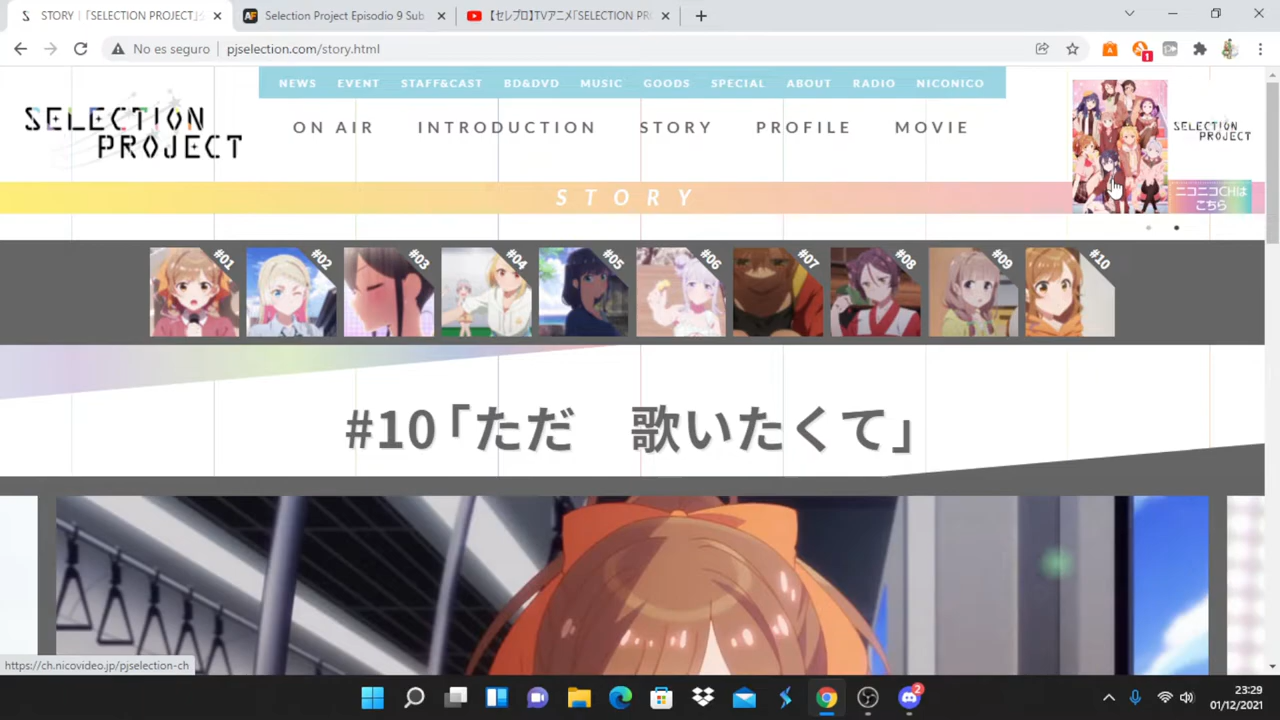 STORY | 『SELECTION PROJECT』
Selection Project Episodio 9 Sub
【セレプロ】TVアニメ「SELECTION PR
No es seguro
pjselection.com/story.html
1
NEWS EVENT STAFF&CAST BD&DVD MUSIC GOODS SPECIAL ABOUT RADIO NICONICO
SELECTION
PROJECT
ON AIR INTRODUCTION STORY PROFILE MOVIE
SELECTION
PROJECT
STORY
ニコニコCHは
こちら
#01 #02 #03 #04 #05 #06 #07 #08 #09 #10
#10「ただ 歌いたくて」
https://ch.nicovideo.jp/pjselection-ch
2
23:29
01/12/2021